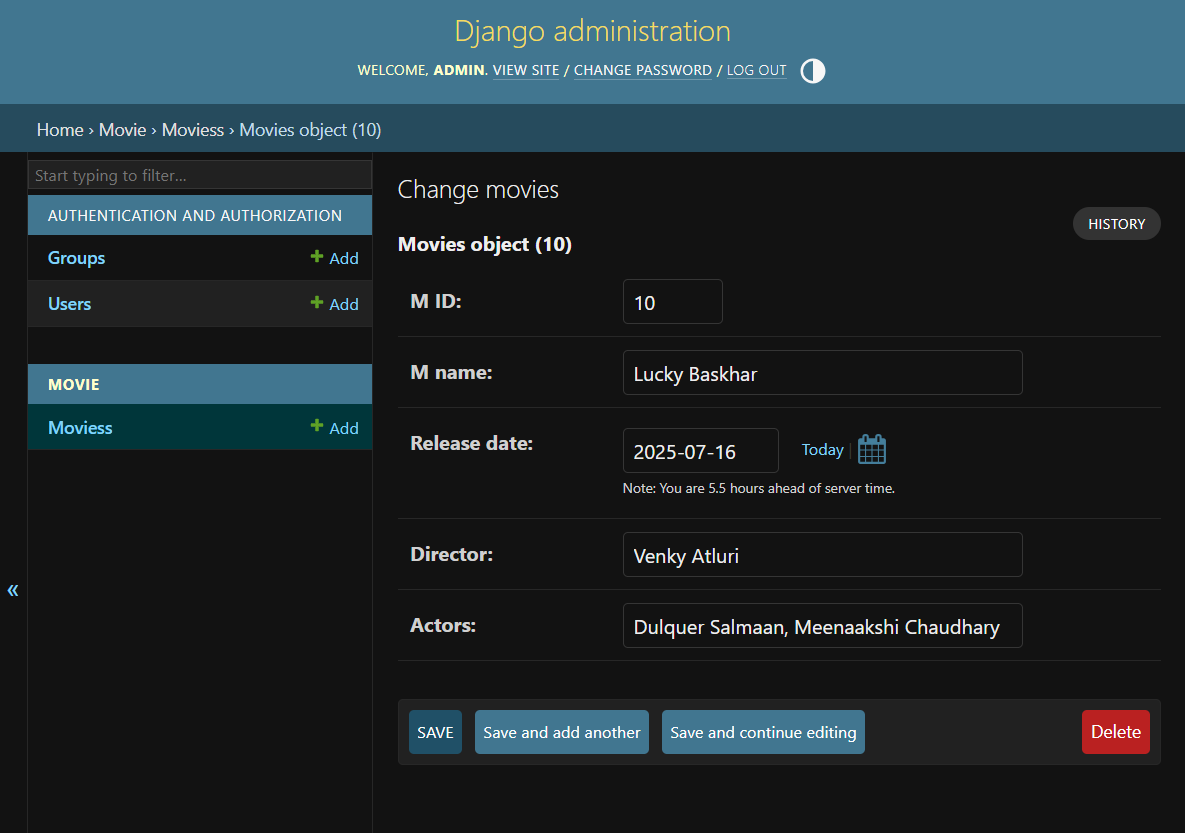 Django administration
WELCOME, ADMIN. VIEW SITE / CHANGE PASSWORD / LOG OUT
Home › Movie › Moviess › Movies object (10)
Start typing to filter...
AUTHENTICATION AND AUTHORIZATION
Groups + Add
Users + Add
MOVIE
Moviess + Add
«
Change movies
HISTORY
Movies object (10)
M ID: 10
M name: Lucky Baskhar
Release date: 2025-07-16 Today |
Note: You are 5.5 hours ahead of server time.
Director: Venky Atluri
Actors: Dulquer Salmaan, Meenaakshi Chaudhary
SAVE Save and add another Save and continue editing Delete